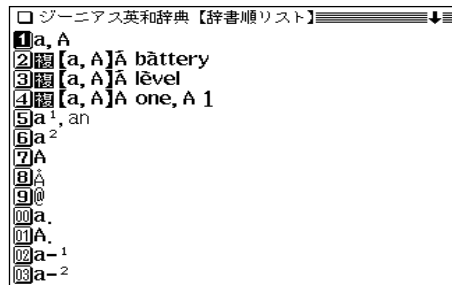 ジーニアス英和辞典【辞書順リスト】
1 a, A
2 複【a, A】Á bàttery
3 複【a, A】Á lèvel
4 複【a, A】A one, A 1
5 a¹, an
6 a²
7 A
8 Å
9 @
00 a.
01 A.
02 a-¹
03 a-²